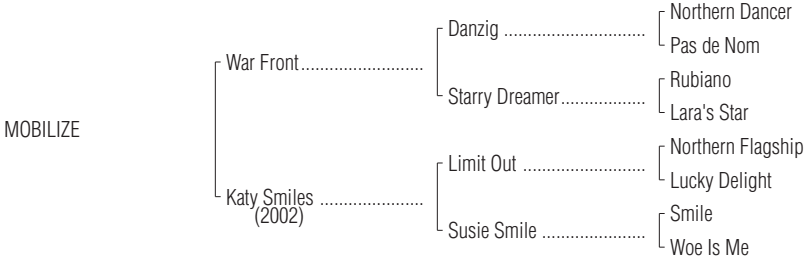 Northern Dancer
Danzig ..............................
Pas de Nom
War Front..........................
Rubiano
Starry Dreamer..................
Lara's Star
MOBILIZE
Northern Flagship
Limit Out ..........................
Lucky Delight
Katy Smiles ......................
(2002)
Smile
Susie Smile ......................
Woe Is Me